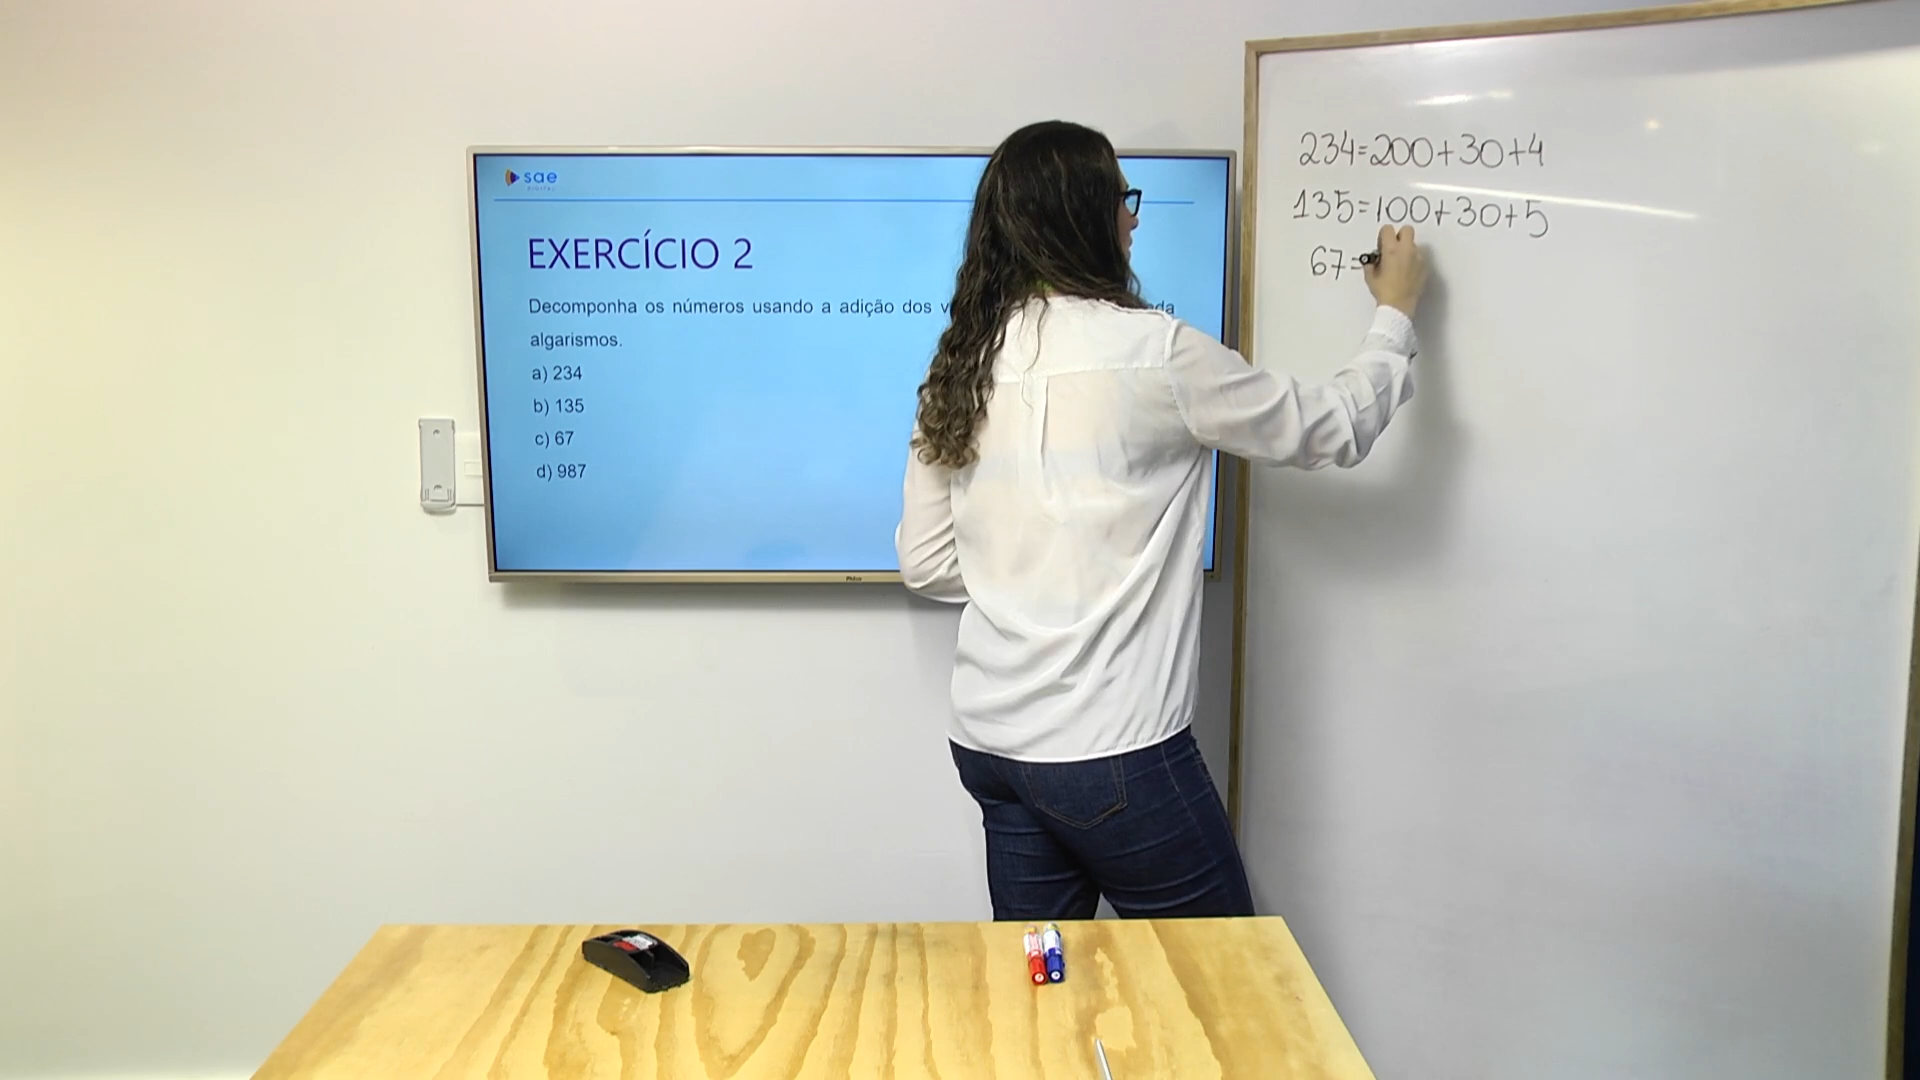 sae
DIGITAL
EXERCÍCIO 2
Decomponha os números usando a adição dos
algarismos.
a) 234
b) 135
c) 67
d) 987
Philco
234=200+30+4
135=100+30+5
67=